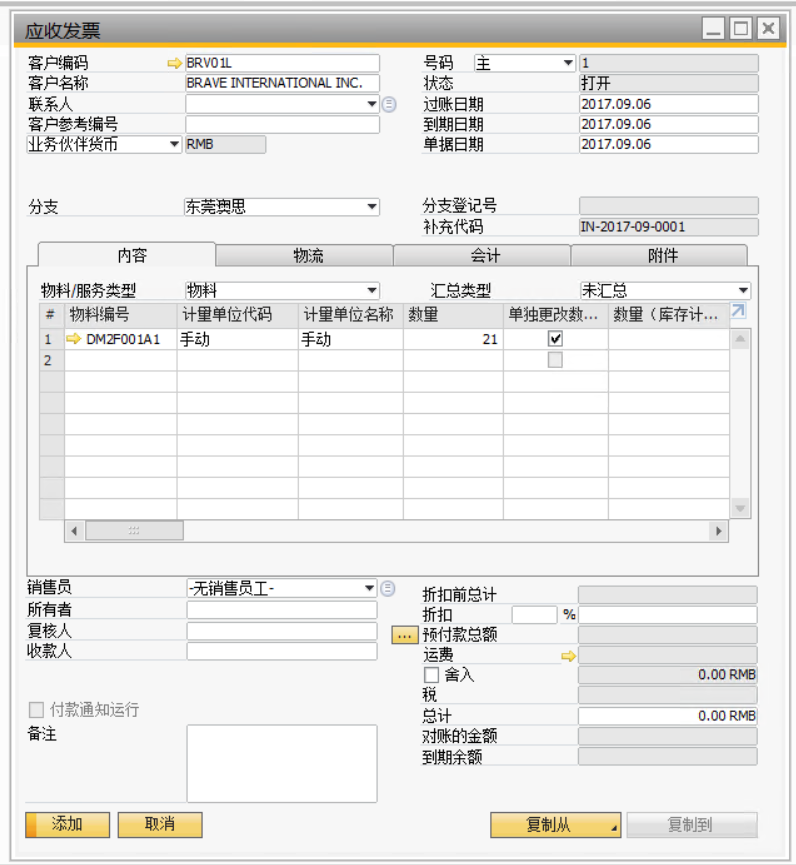 应收发票
客户编码 BRV01L 号码 主 1
客户名称 BRAVE INTERNATIONAL INC. 状态 打开
联系人 过账日期 2017.09.06
客户参考编号 到期日期 2017.09.06
业务伙伴货币 RMB 单据日期 2017.09.06
分支 东莞澳思 分支登记号
补充代码 IN-2017-09-0001
内容 物流 会计 附件
物料/服务类型 物料 汇总类型 未汇总
# 物料编号 计量单位代码 计量单位名称 数量 单独更改数... 数量（库存计...
1 DM2F001A1 手动 手动 21
2
销售员 -无销售员工- 折扣前总计
所有者 折扣 %
复核人 ... 预付款总额
收款人 运费
舍入 0.00 RMB
税
付款通知运行 总计 0.00 RMB
备注 对账的金额
到期余额
添加 取消 复制从 复制到